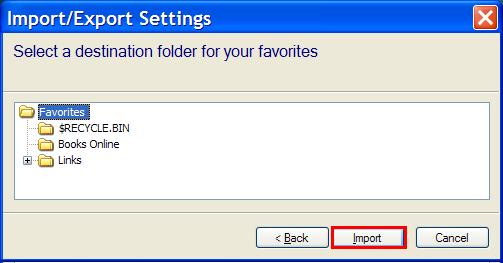 Import/Export Settings
Select a destination folder for your favorites
Favorites
$RECYCLE.BIN
Books Online
Links
< Back
Import
Cancel